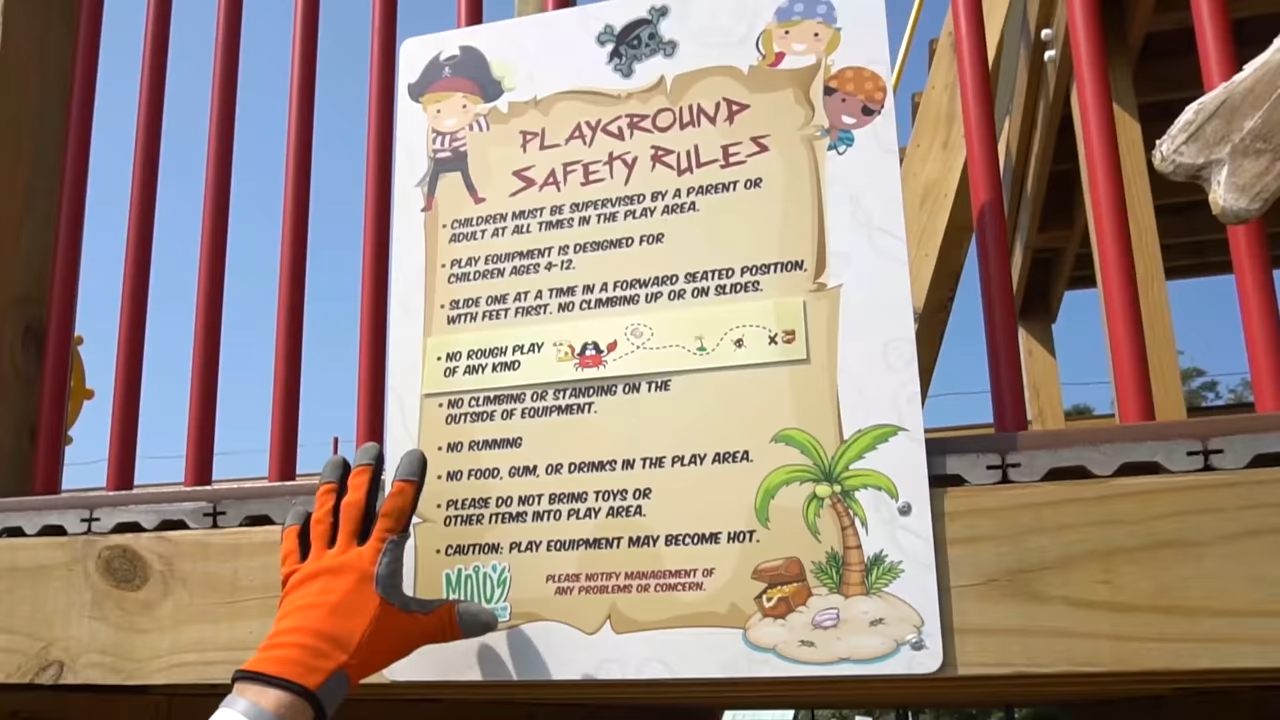 PLAYGROUND
SAFETY RULES
• CHILDREN MUST BE SUPERVISED BY A PARENT OR
ADULT AT ALL TIMES IN THE PLAY AREA.
• PLAY EQUIPMENT IS DESIGNED FOR
CHILDREN AGES 4-12.
• SLIDE ONE AT A TIME IN A FORWARD SEATED POSITION,
WITH FEET FIRST. NO CLIMBING UP OR ON SLIDES.
• NO ROUGH PLAY
OF ANY KIND
• NO CLIMBING OR STANDING ON THE
OUTSIDE OF EQUIPMENT.
• NO RUNNING
• NO FOOD, GUM, OR DRINKS IN THE PLAY AREA.
• PLEASE DO NOT BRING TOYS OR
OTHER ITEMS INTO PLAY AREA.
• CAUTION: PLAY EQUIPMENT MAY BECOME HOT.
MOJO'S
PLEASE NOTIFY MANAGEMENT OF
ANY PROBLEMS OR CONCERN.